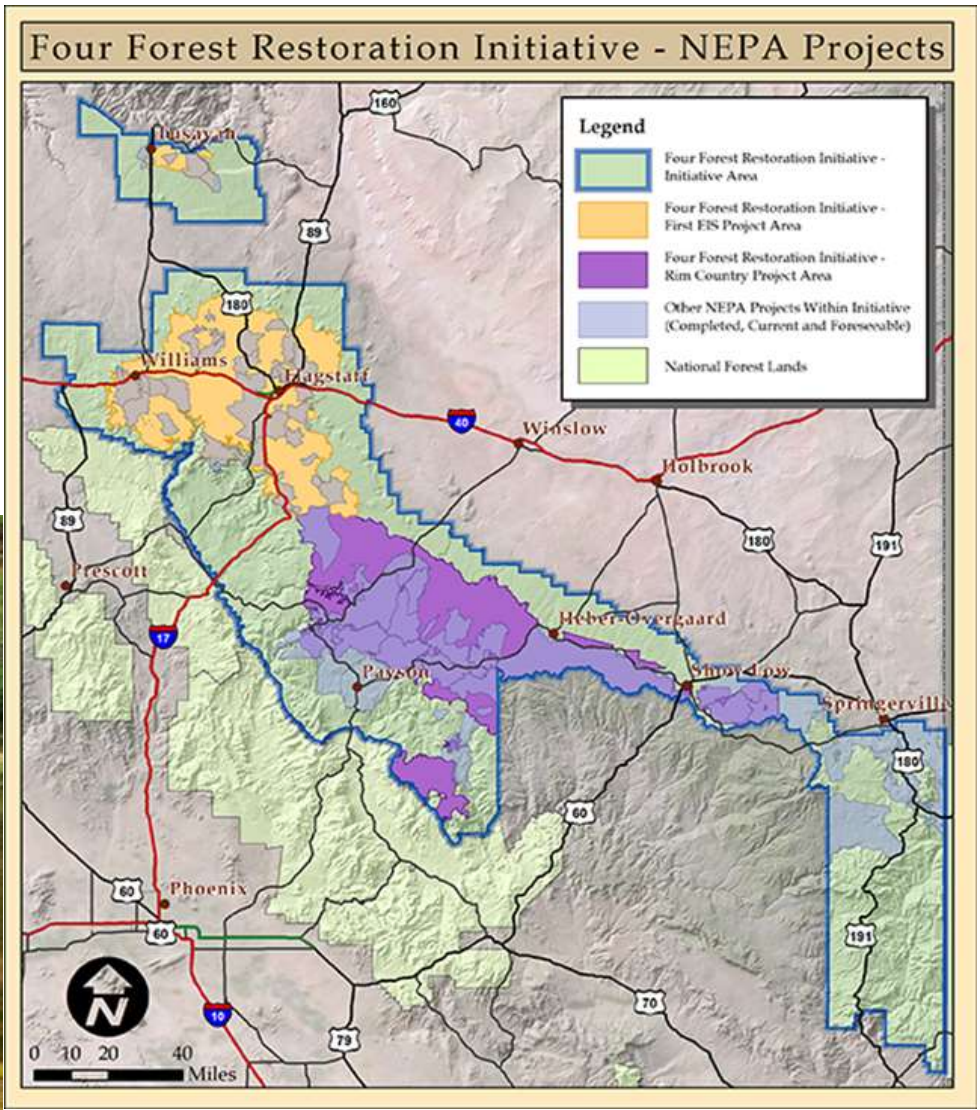 Four Forest Restoration Initiative - NEPA Projects
160
Legend
Four Forest Restoration Initiative -
Initiative Area
Four Forest Restoration Initiative -
First EIS Project Area
Four Forest Restoration Initiative -
Rim Country Project Area
Other NEPA Projects Within Initiative
(Completed, Current and Foreseeable)
National Forest Lands
Tusayan
89
180
Williams
Flagstaff
40
Winslow
Holbrook
89
180
191
Prescott
17
Heber-Overgaard
Payson
Show Low
Springerville
180
60
60
Phoenix
60
191
N
10
70
79
0 10 20 40
Miles